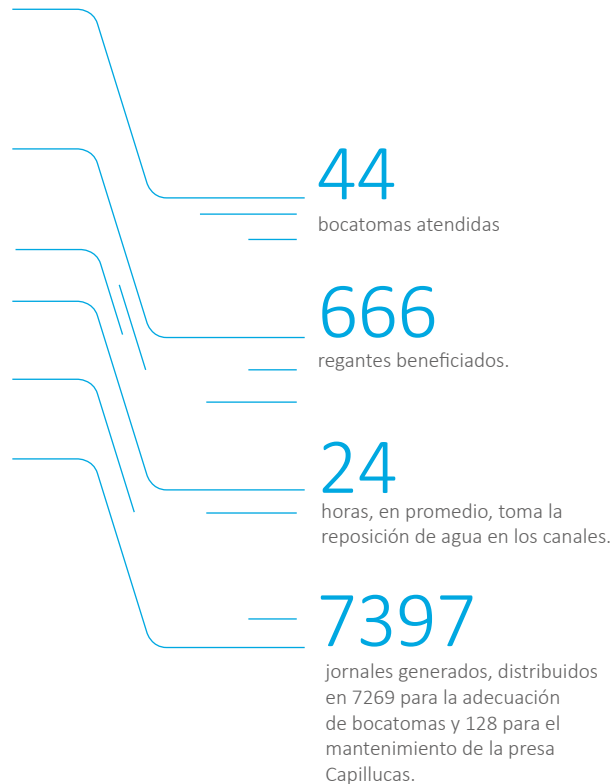 44
bocatomas atendidas
666
regantes beneficiados.
24
horas, en promedio, toma la
reposición de agua en los canales.
7397
jornales generados, distribuidos
en 7269 para la adecuación
de bocatomas y 128 para el
mantenimiento de la presa
Capillucas.